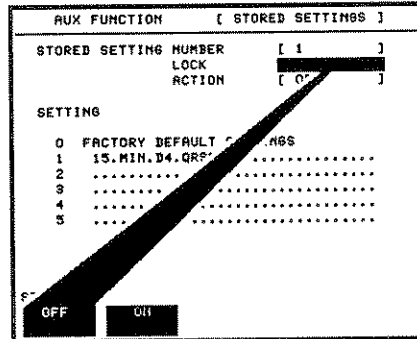 AUX FUNCTION [ STORED SETTINGS ]
STORED SETTING NUMBER [ 1 ]
LOCK
ACTION [ ]
SETTING
0 FACTORY DEFAULT
1 15.MIN.D4.QRS
2 ....................
3 ....................
4 ....................
5 ....................
OFF ON